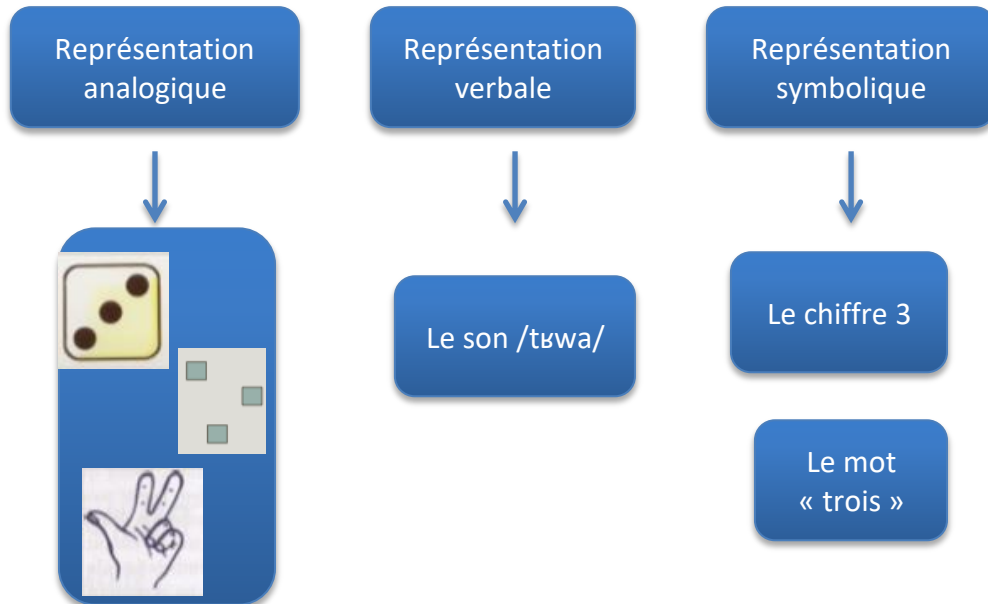 Représentation
analogique
Représentation
verbale
Représentation
symbolique
Le son /tʁwa/
Le chiffre 3
Le mot
« trois »